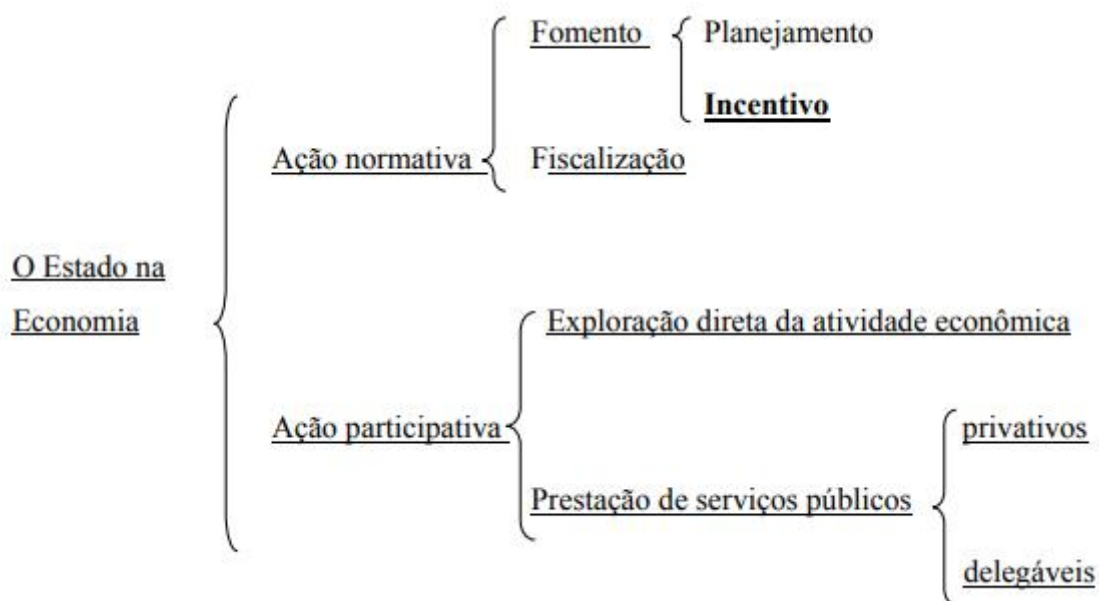 Fomento
Planejamento
Incentivo
Ação normativa
Fiscalização
O Estado na
Economia
Exploração direta da atividade econômica
Ação participativa
privativos
Prestação de serviços públicos
delegáveis